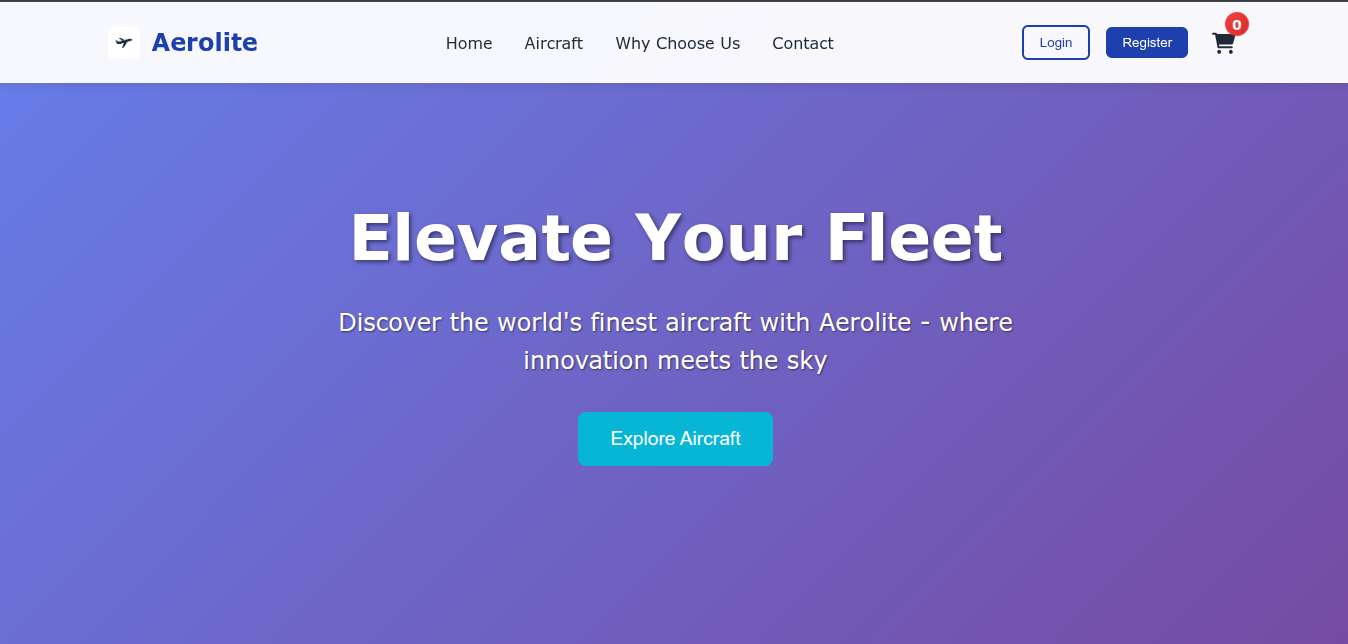 Aerolite
Home Aircraft Why Choose Us Contact
Login Register 0
Elevate Your Fleet
Discover the world's finest aircraft with Aerolite - where
innovation meets the sky
Explore Aircraft